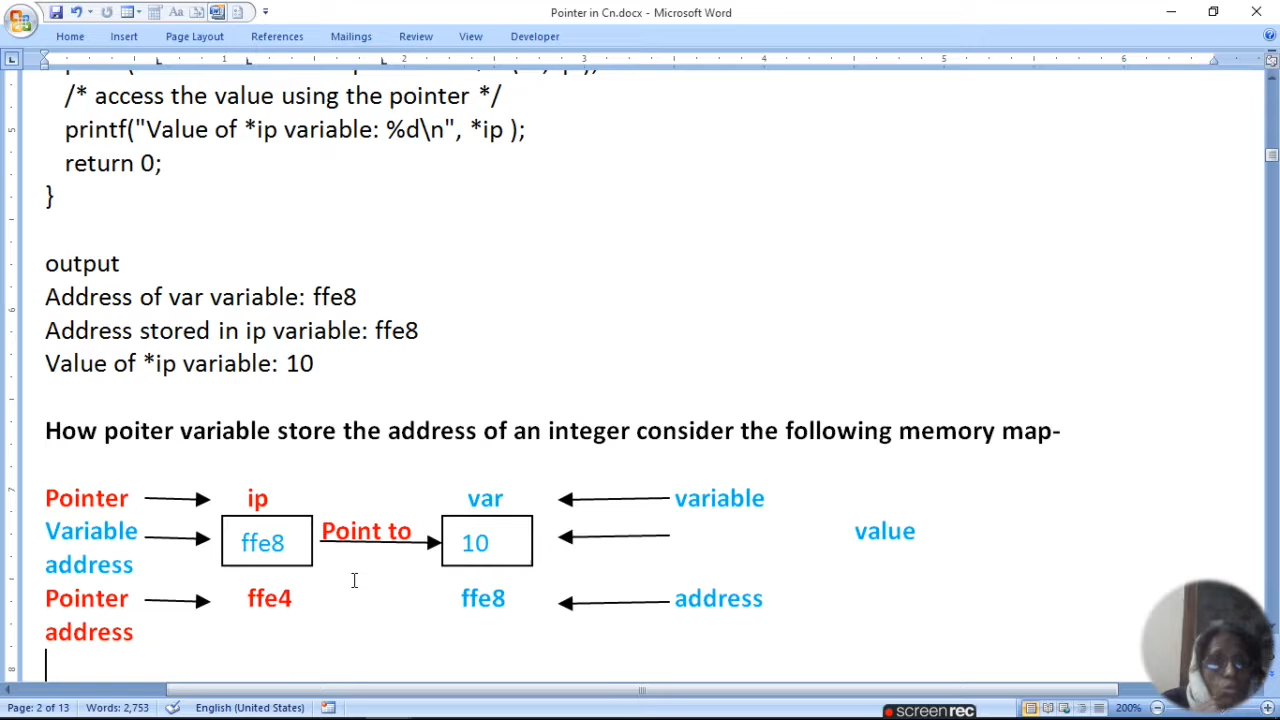 Pointer in Cn.docx - Microsoft Word
Home Insert Page Layout References Mailings Review View Developer
/* access the value using the pointer */
printf("Value of *ip variable: %d\n", *ip );
return 0;
}
output
Address of var variable: ffe8
Address stored in ip variable: ffe8
Value of *ip variable: 10
How poiter variable store the address of an integer consider the following memory map-
Pointer ip var variable
Variable ffe8 Point to 10 value
address
Pointer ffe4 ffe8 address
address
Page: 2 of 13 Words: 2,753 English (United States) 200%
screenrec